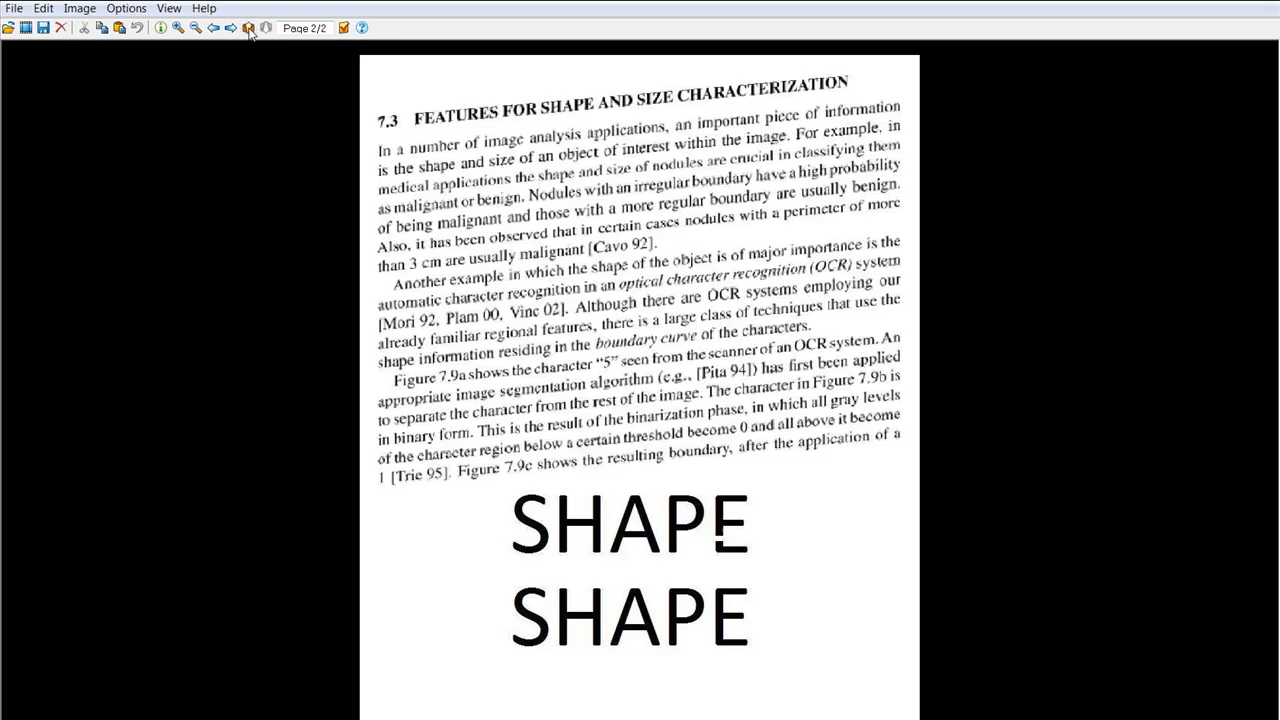 File Edit Image Options View Help
Page 2/2
7.3 FEATURES FOR SHAPE AND SIZE CHARACTERIZATION
In a number of image analysis applications, an important piece of information
is the shape and size of an object of interest within the image. For example, in
medical applications the shape and size of nodules are crucial in classifying them
as malignant or benign. Nodules with an irregular boundary have a high probability
of being malignant and those with a more regular boundary are usually benign.
Also, it has been observed that in certain cases nodules with a perimeter of more
than 3 cm are usually malignant [Cavo 92].
Another example in which the shape of the object is of major importance is the
automatic character recognition in an optical character recognition (OCR) system
[Mori 92, Plam 00, Vinc 02]. Although there are OCR systems employing our
already familiar regional features, there is a large class of techniques that use the
shape information residing in the boundary curve of the characters.
Figure 7.9a shows the character “5” seen from the scanner of an OCR system. An
appropriate image segmentation algorithm (e.g., [Pita 94]) has first been applied
to separate the character from the rest of the image. The character in Figure 7.9b is
in binary form. This is the result of the binarization phase, in which all gray levels
of the character region below a certain threshold become 0 and all above it become
1 [Trie 95]. Figure 7.9c shows the resulting boundary, after the application of a
SHAPE
SHAPE